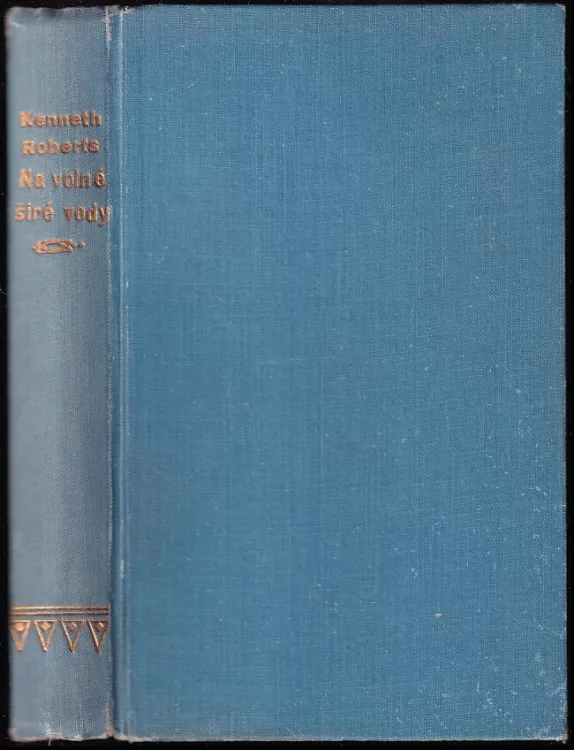 Kenneth
Roberts
Na volné
širé vody